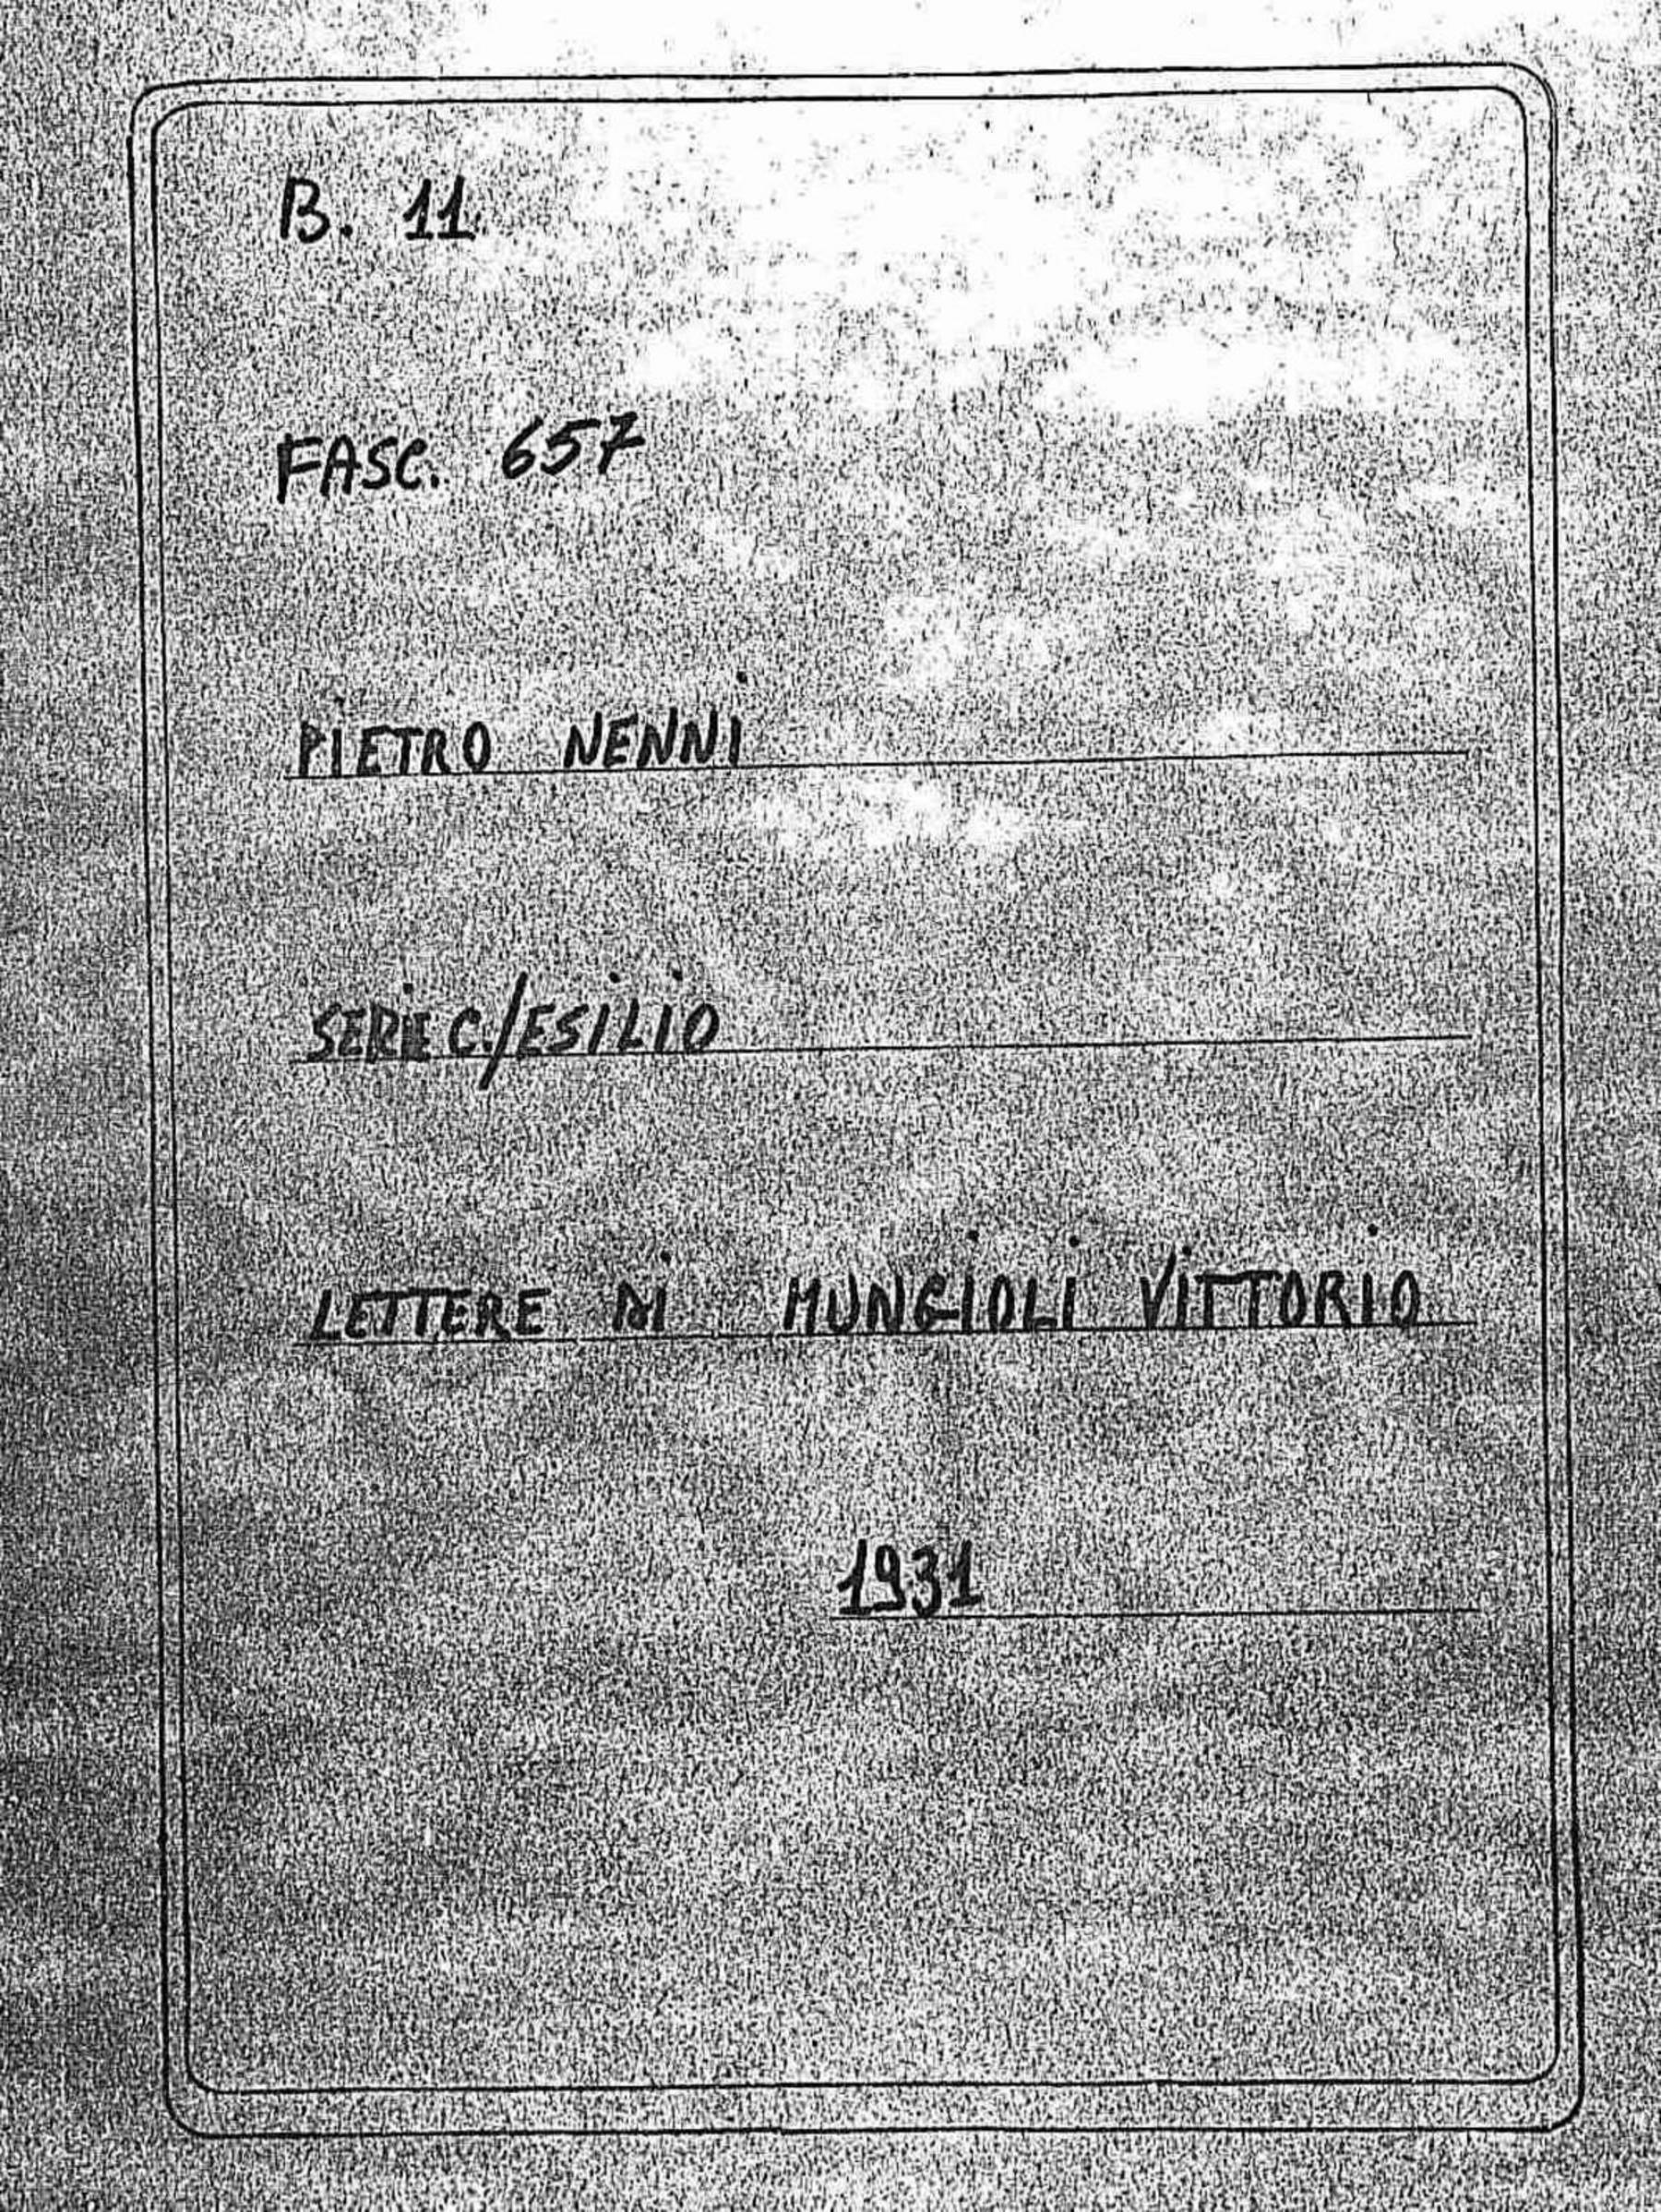 B. 11
FASC. 657
PIETRO NENNI
SERIE C./ESILIO
LETTERE DI MUNGIOLI VITTORIO
1931